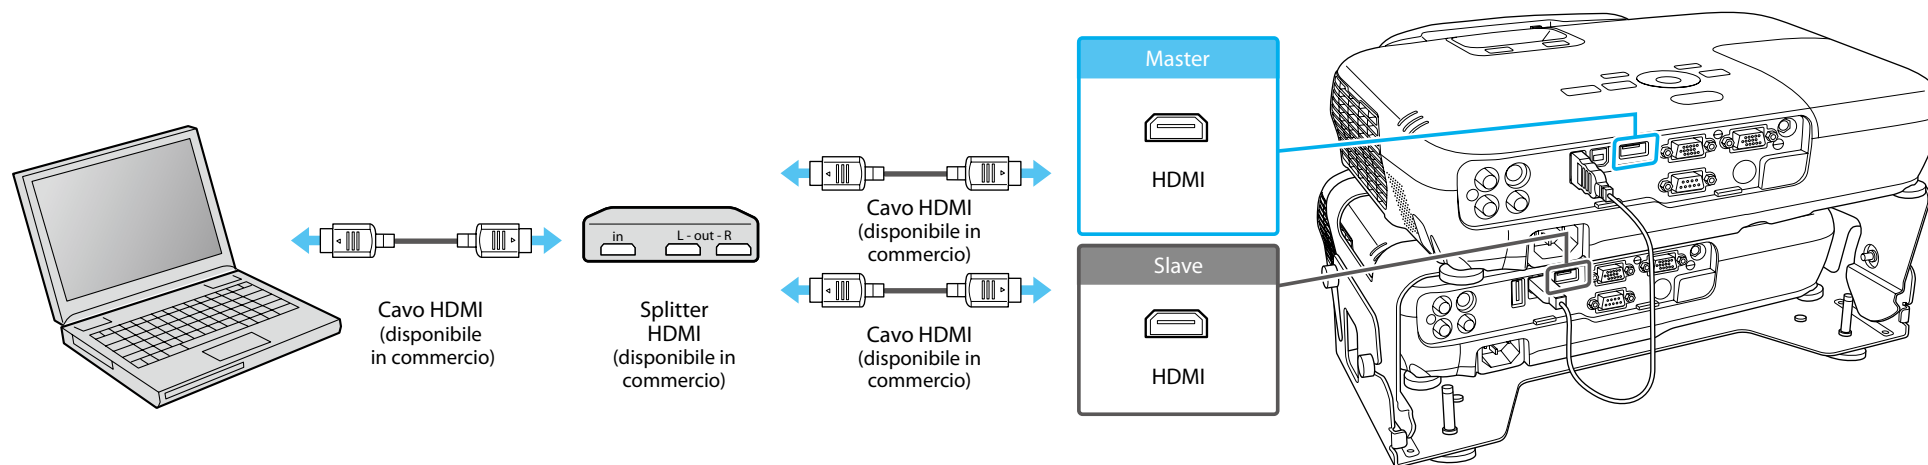 Cavo HDMI
(disponibile
in commercio)
in
L - out - R
Splitter
HDMI
(disponibile in
commercio)
Cavo HDMI
(disponibile in
commercio)
Cavo HDMI
(disponibile in
commercio)
Master
HDMI
Slave
HDMI